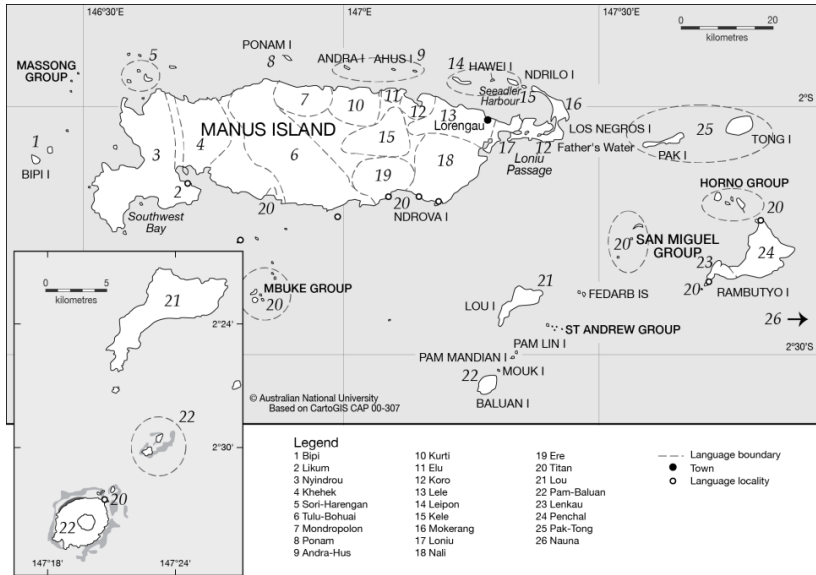 146°30'E
147°E
147°30'E
0 20
kilometres
PONAM I
8
ANDRA I AHUS I
9
14
HAWEI I
NDRILO I
5
MASSONG
GROUP
Seeadler
Harbour
15
16
2°S
7
10
11
12
13
Lorengau
MANUS ISLAND
LOS NEGROS I
25
TONG I
1
BIPI I
3
4
6
15
18
17
Loniu
Passage
12
Father's Water
PAK I
2
19
HORNO GROUP
Southwest
Bay
20
20
NDROVA I
20
20
SAN MIGUEL
GROUP
24
23
MBUKE GROUP
20
21
LOU I
FEDARB IS
20
RAMBUTYO I
26
ST ANDREW GROUP
PAM LIN I
2°30'S
PAM MANDIAN I
22
MOUK I
BALUAN I
© Australian National University
Based on CartoGIS CAP 00-307
0 5
kilometres
21
2°24'
22
2°30'
20
22
147°18'
147°24'
Legend
1 Bipi
2 Likum
3 Nyindrou
4 Khehek
5 Sori-Harengan
6 Tulu-Bohuai
7 Mondropolon
8 Ponam
9 Andra-Hus
10 Kurti
11 Elu
12 Koro
13 Lele
14 Leipon
15 Kele
16 Mokerang
17 Loniu
18 Nali
19 Ere
20 Titan
21 Lou
22 Pam-Baluan
23 Lenkau
24 Penchal
25 Pak-Tong
26 Nauna
Language boundary
Town
Language locality